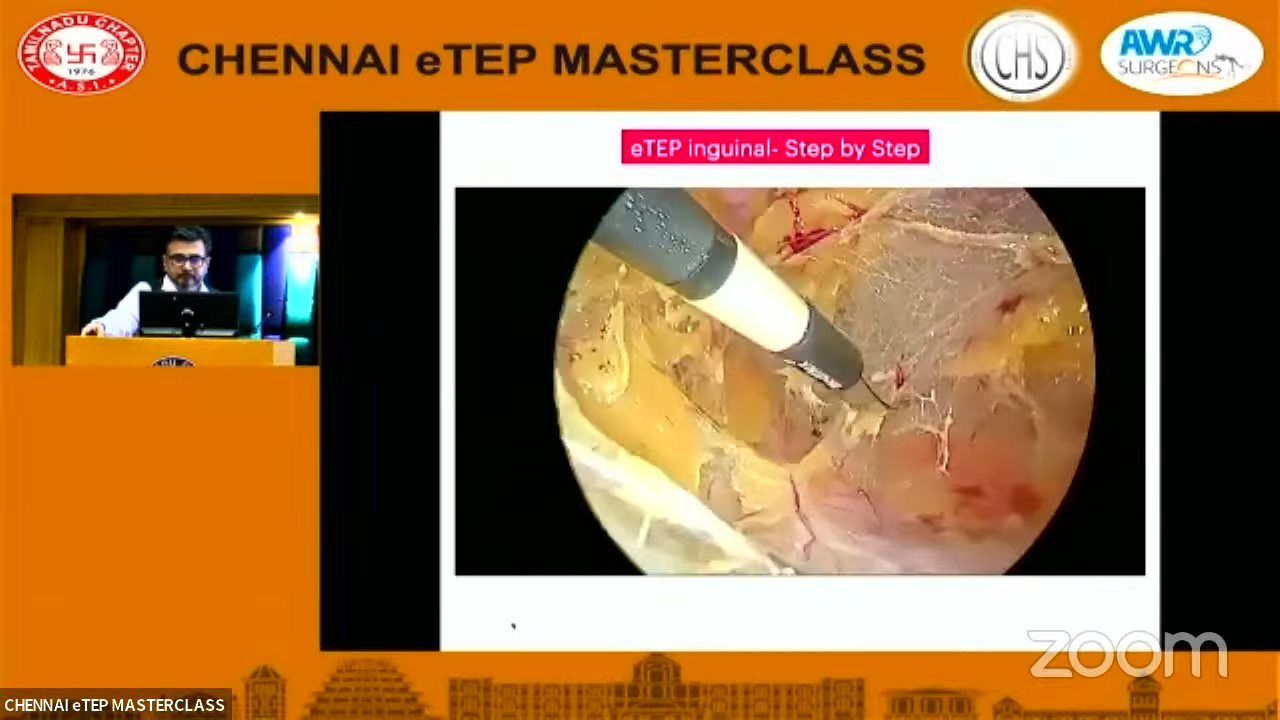 TAMILNADU CHAPTER
1976
A.S.I.
CHENNAI eTEP MASTERCLASS
CHS
AWR
SURGEONS
eTEP inguinal- Step by Step
zoom
CHENNAI eTEP MASTERCLASS